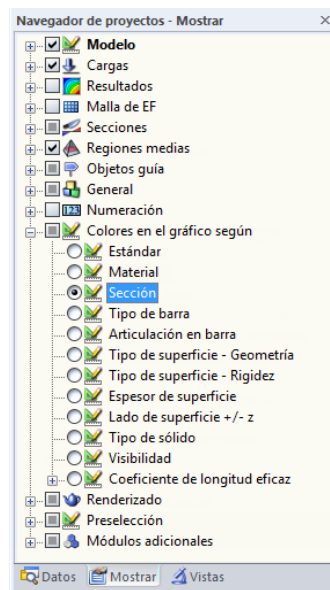 Navegador de proyectos - Mostrar
Modelo
Cargas
Resultados
Malla de EF
Secciones
Regiones medias
Objetos guía
General
123 Numeración
Colores en el gráfico según
Estándar
Material
Sección
Tipo de barra
Articulación en barra
Tipo de superficie - Geometría
Tipo de superficie - Rigidez
Espesor de superficie
Lado de superficie +/- z
Tipo de sólido
Visibilidad
Coeficiente de longitud eficaz
Renderizado
Preselección
Módulos adicionales
Datos Mostrar Vistas